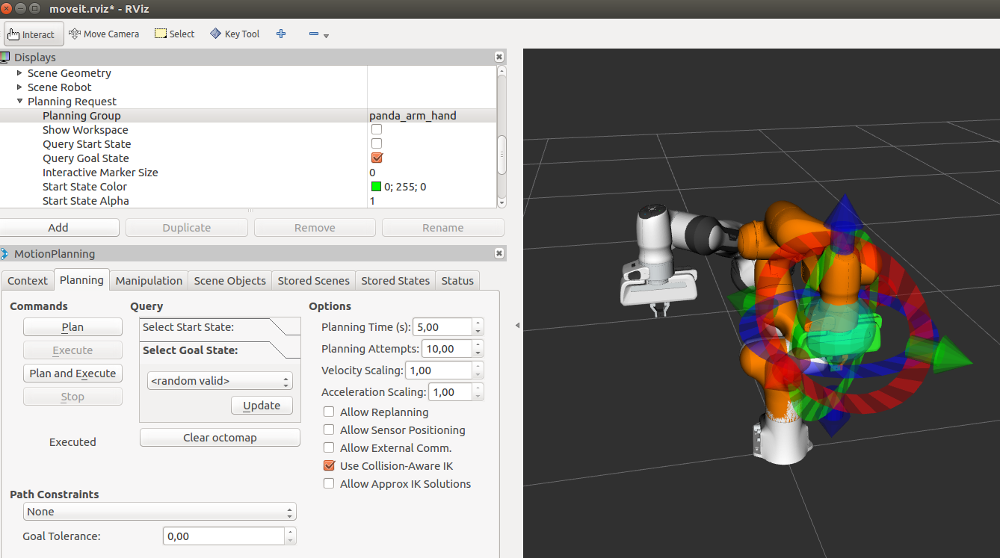 moveit.rviz* - RViz
Interact Move Camera Select Key Tool
Displays
Scene Geometry
Scene Robot
Planning Request
Planning Group panda_arm_hand
Show Workspace
Query Start State
Query Goal State
Interactive Marker Size 0
Start State Color 0; 255; 0
Start State Alpha 1
Add Duplicate Remove Rename
MotionPlanning
Context Planning Manipulation Scene Objects Stored Scenes Stored States Status
Commands Query Options
Plan Select Start State: Planning Time (s): 5,00
Execute Select Goal State: Planning Attempts: 10,00
Plan and Execute <random valid> Velocity Scaling: 1,00
Stop Update Acceleration Scaling: 1,00
Allow Replanning
Allow Sensor Positioning
Executed Clear octomap Allow External Comm.
Use Collision-Aware IK
Allow Approx IK Solutions
Path Constraints
None
Goal Tolerance: 0,00